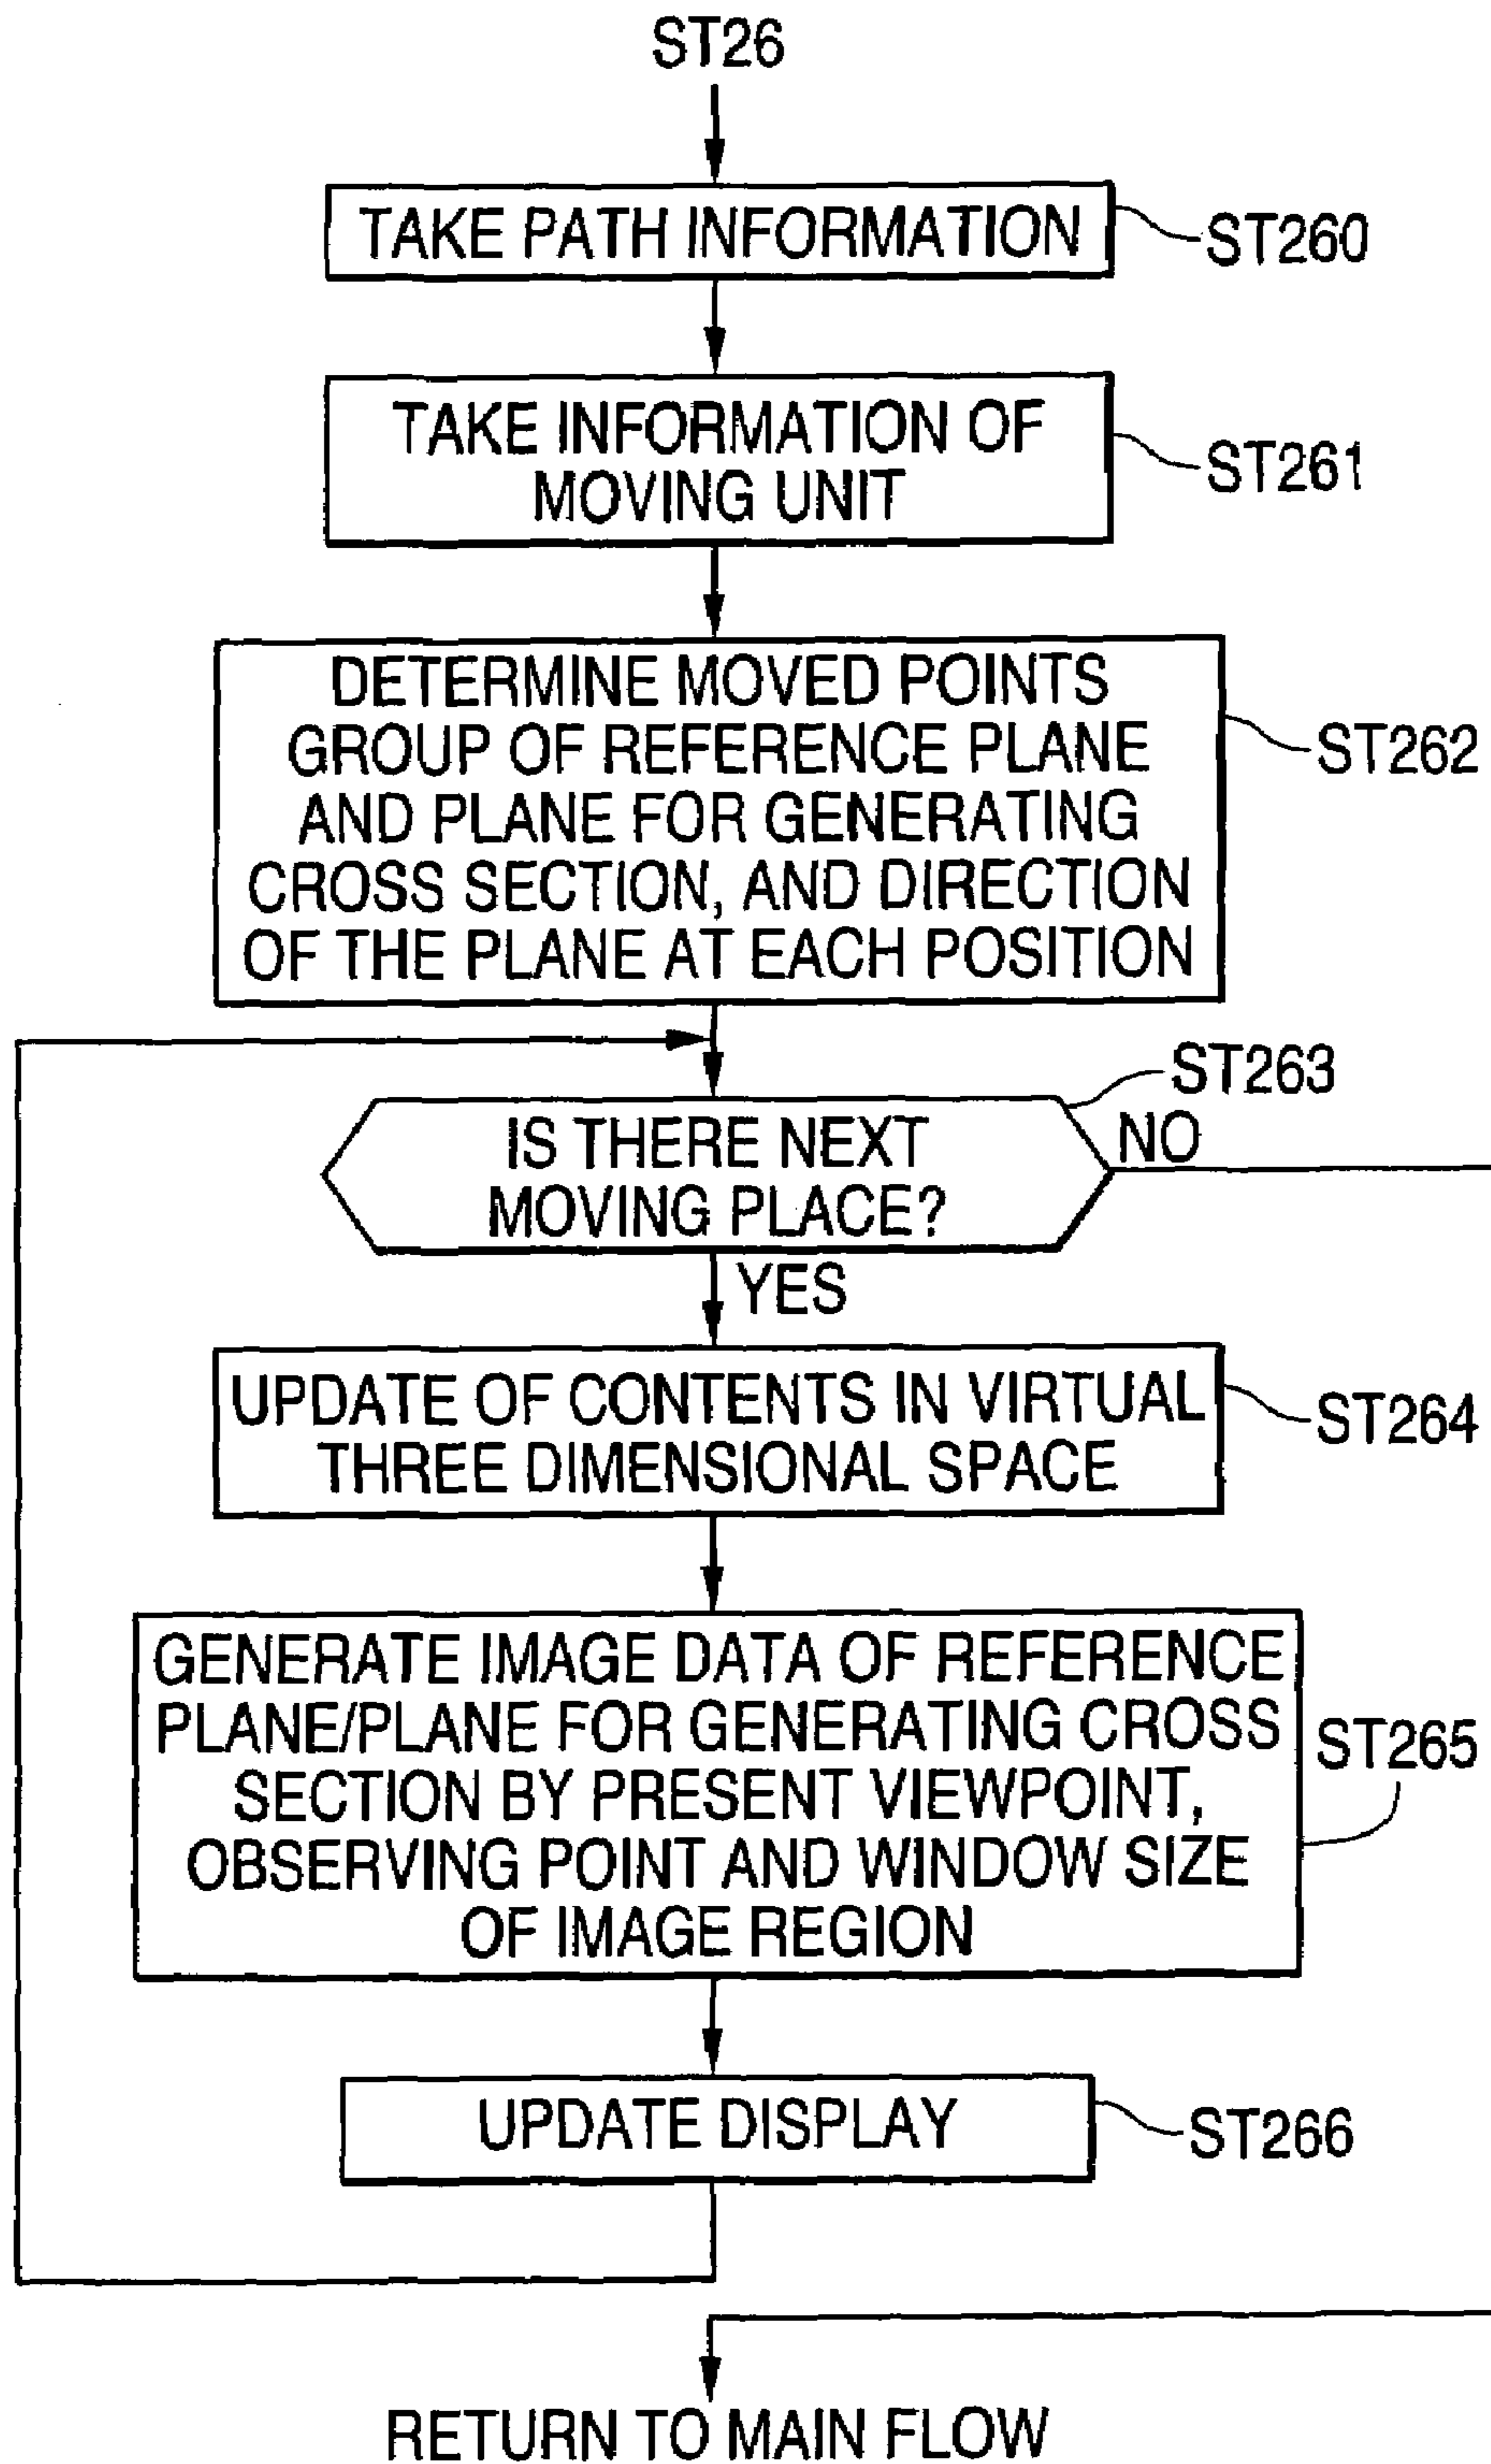 ST26
TAKE PATH INFORMATION
ST260
TAKE INFORMATION OF
MOVING UNIT
ST261
DETERMINE MOVED POINTS
GROUP OF REFERENCE PLANE
AND PLANE FOR GENERATING
CROSS SECTION, AND DIRECTION
OF THE PLANE AT EACH POSITION
ST262
ST263
IS THERE NEXT
MOVING PLACE?
NO
YES
UPDATE OF CONTENTS IN VIRTUAL
THREE DIMENSIONAL SPACE
ST264
GENERATE IMAGE DATA OF REFERENCE
PLANE/PLANE FOR GENERATING CROSS
SECTION BY PRESENT VIEWPOINT,
OBSERVING POINT AND WINDOW SIZE
OF IMAGE REGION
ST265
UPDATE DISPLAY
ST266
RETURN TO MAIN FLOW